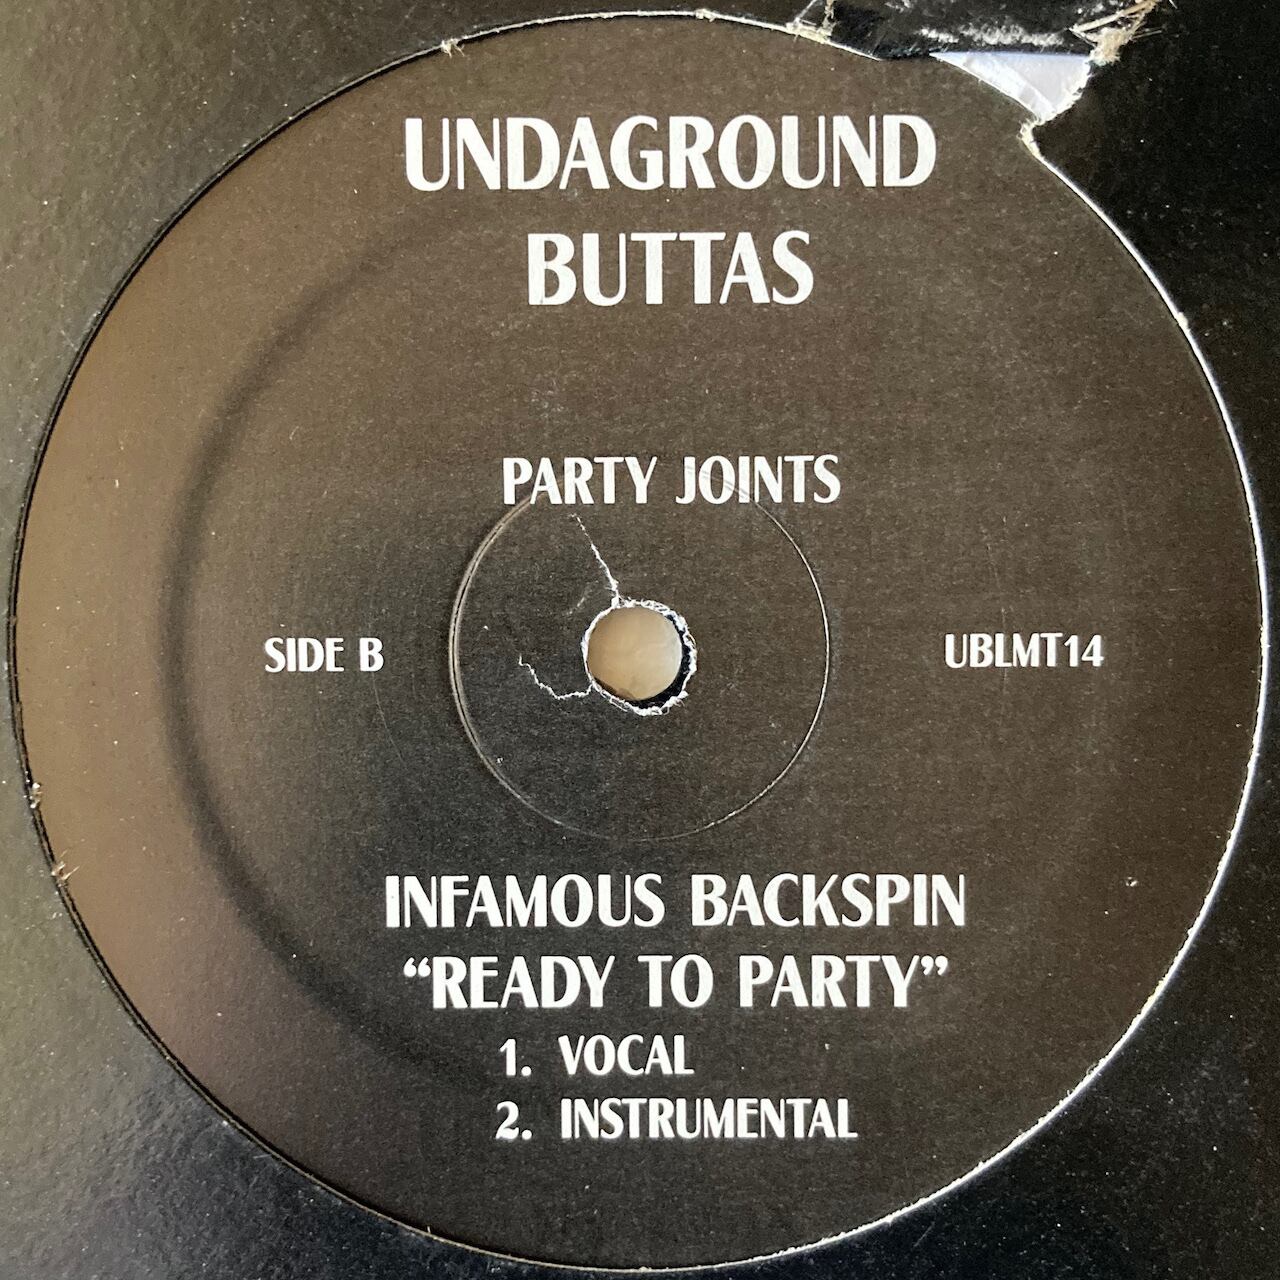 UNDAGROUND
BUTTAS
PARTY JOINTS
SIDE B
UBLMT14
INFAMOUS BACKSPIN
“READY TO PARTY”
1. VOCAL
2. INSTRUMENTAL